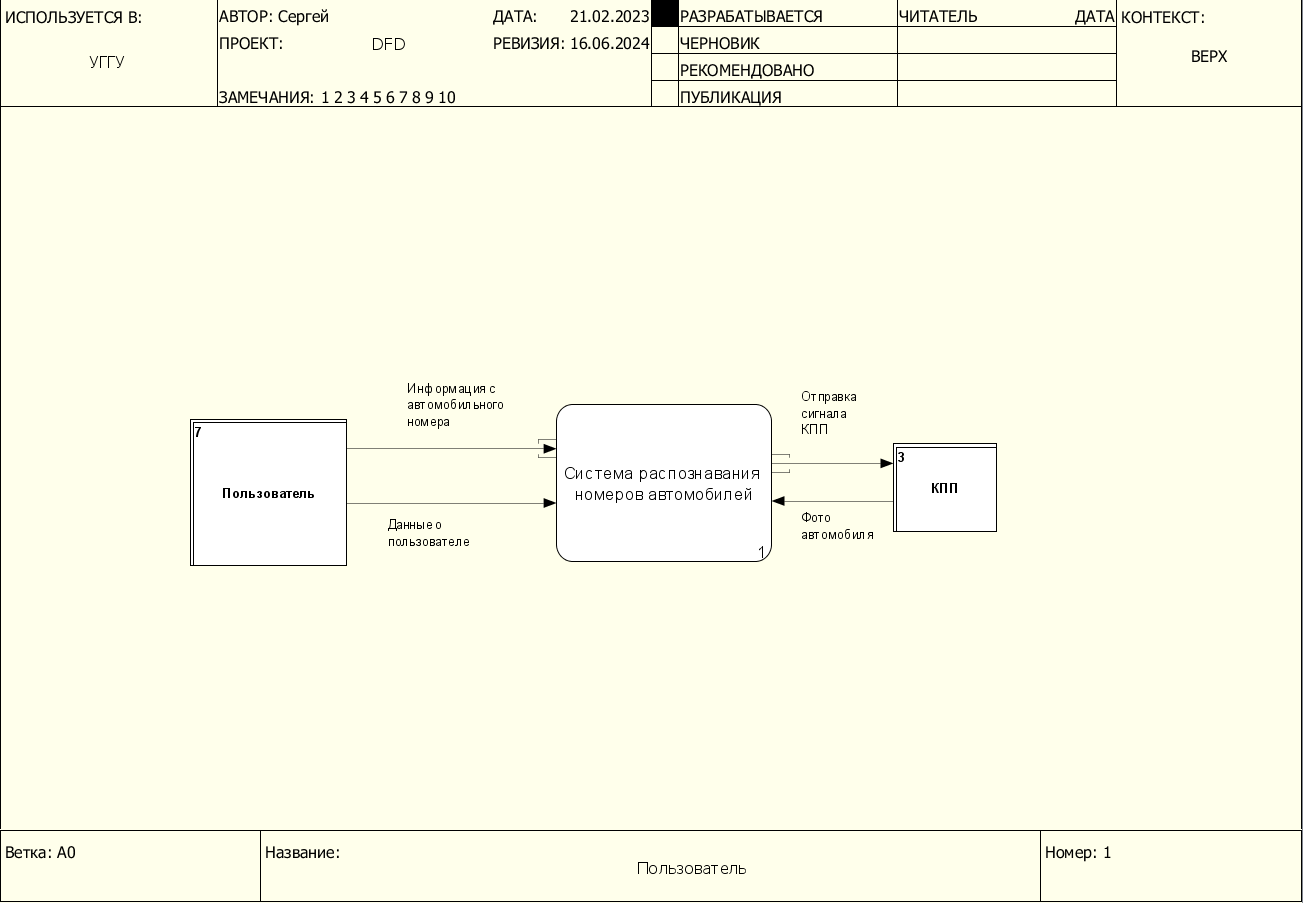 ИСПОЛЬЗУЕТСЯ В:
УГГУ
АВТОР: Сергей
ДАТА: 21.02.2023
ПРОЕКТ: DFD
РЕВИЗИЯ: 16.06.2024
ЗАМЕЧАНИЯ: 1 2 3 4 5 6 7 8 9 10
РАЗРАБАТЫВАЕТСЯ
ЧЕРНОВИК
РЕКОМЕНДОВАНО
ПУБЛИКАЦИЯ
ЧИТАТЕЛЬ ДАТА
КОНТЕКСТ:
ВЕРХ
7
Пользователь
Информация с
автомобильного
номера
Данные о
пользователе
Система распознавания
номеров автомобилей
1
Отправка
сигнала
КПП
Фото
автомобиля
3
КПП
Ветка: A0
Название:
Пользователь
Номер: 1